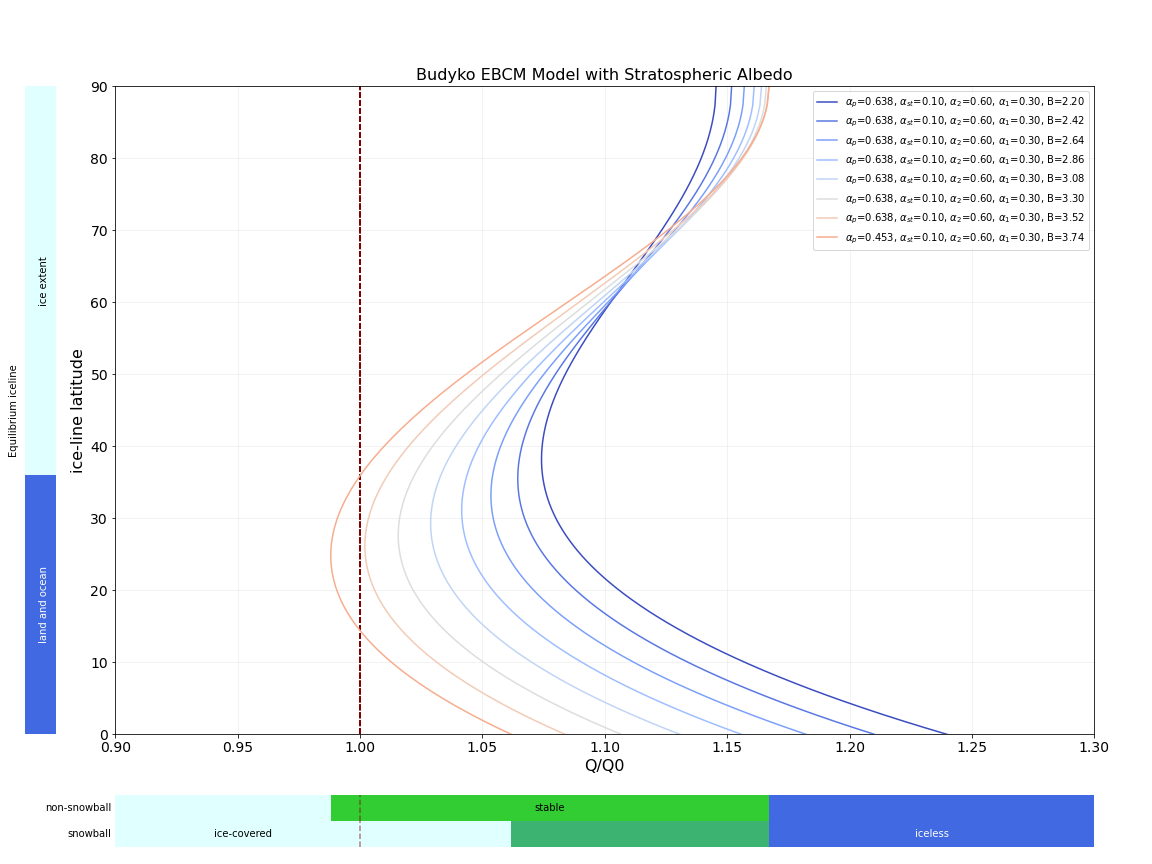 Budyko EBCM Model with Stratospheric Albedo
αp=0.638, αst=0.10, α2=0.60, α1=0.30, B=2.20
αp=0.638, αst=0.10, α2=0.60, α1=0.30, B=2.42
αp=0.638, αst=0.10, α2=0.60, α1=0.30, B=2.64
αp=0.638, αst=0.10, α2=0.60, α1=0.30, B=2.86
αp=0.638, αst=0.10, α2=0.60, α1=0.30, B=3.08
αp=0.638, αst=0.10, α2=0.60, α1=0.30, B=3.30
αp=0.638, αst=0.10, α2=0.60, α1=0.30, B=3.52
αp=0.453, αst=0.10, α2=0.60, α1=0.30, B=3.74
90
80
70
60
50
40
30
20
10
0
ice-line latitude
Equilibrium iceline
ice extent
land and ocean
0.90 0.95 1.00 1.05 1.10 1.15 1.20 1.25 1.30
Q/Q0
non-snowball
stable
snowball
ice-covered
iceless